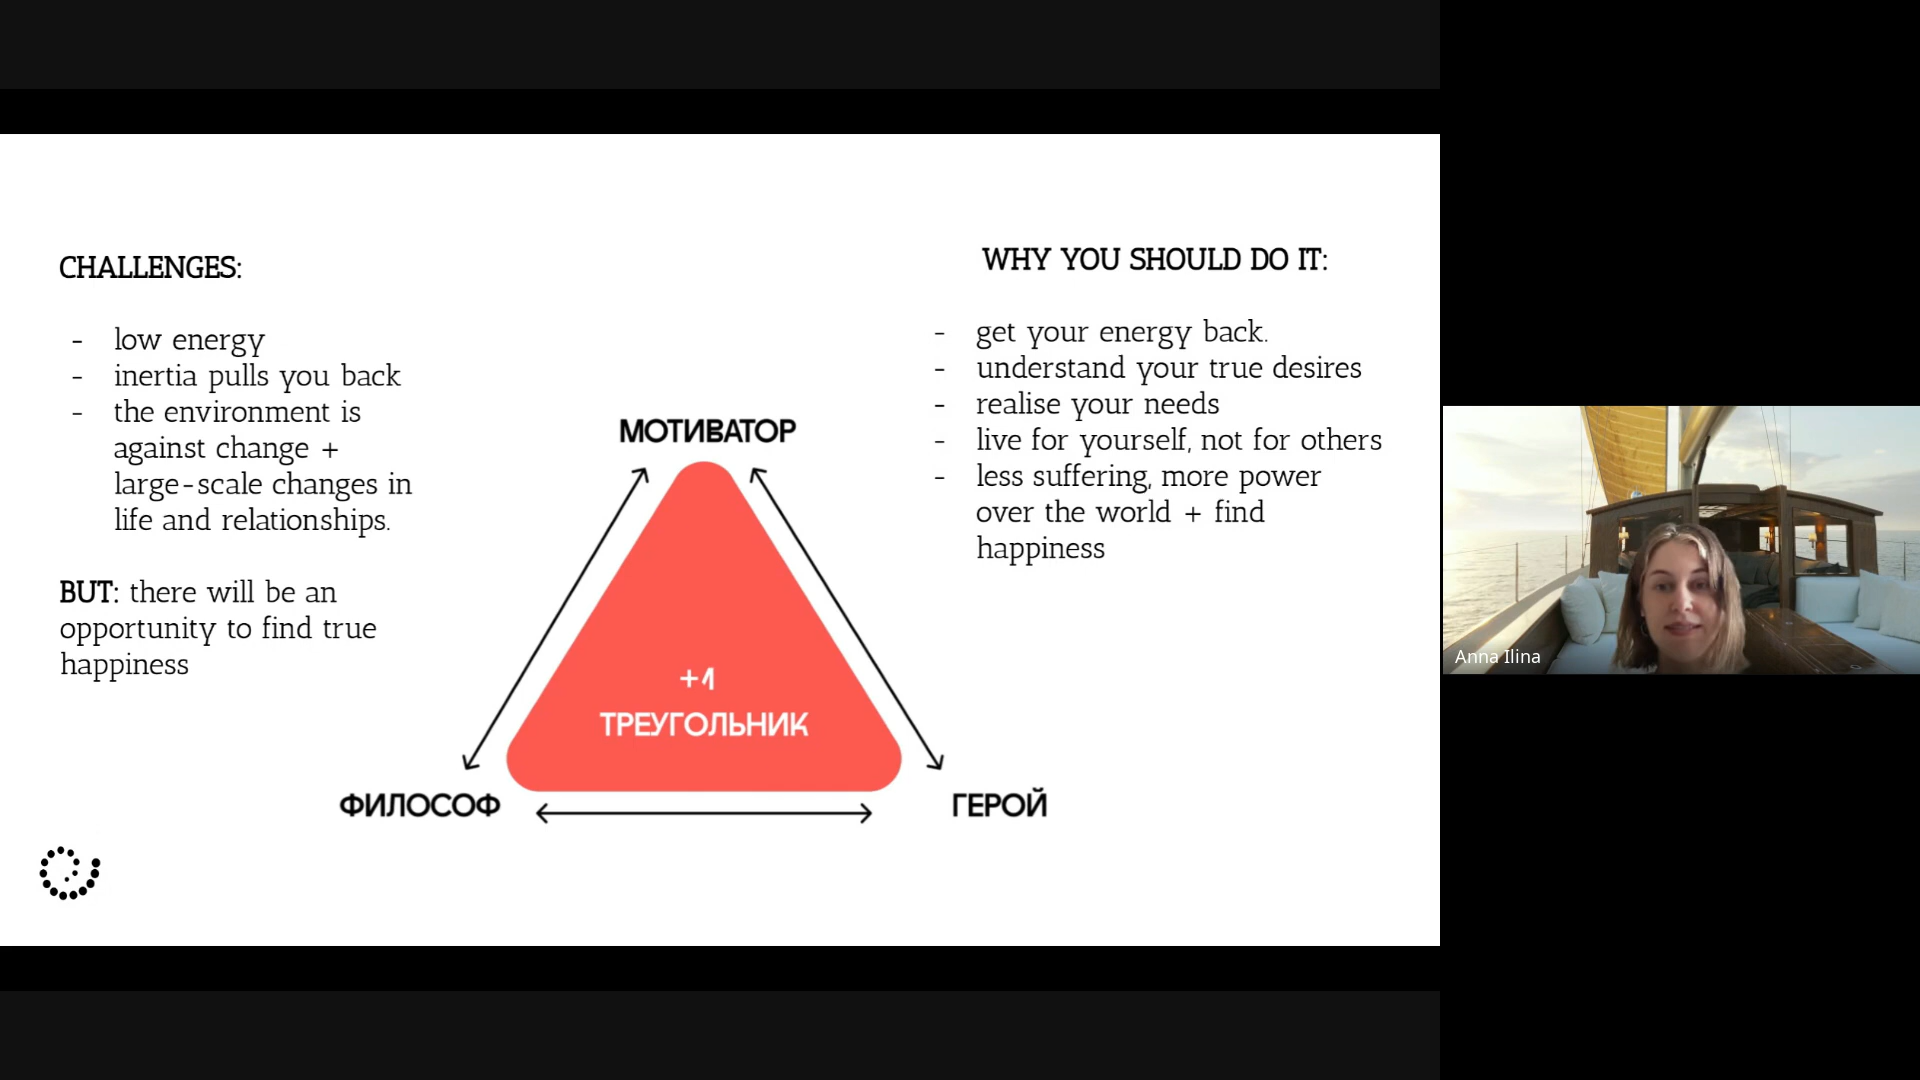 CHALLENGES:
- low energy
- inertia pulls you back
- the environment is
against change +
large-scale changes in
life and relationships.
BUT: there will be an
opportunity to find true
happiness
WHY YOU SHOULD DO IT:
- get your energy back.
- understand your true desires
- realise your needs
- live for yourself, not for others
- less suffering, more power
over the world + find
happiness
МОТИВАТОР
+1
ТРЕУГОЛЬНИК
ФИЛОСОФ
ГЕРОЙ
Anna Ilina